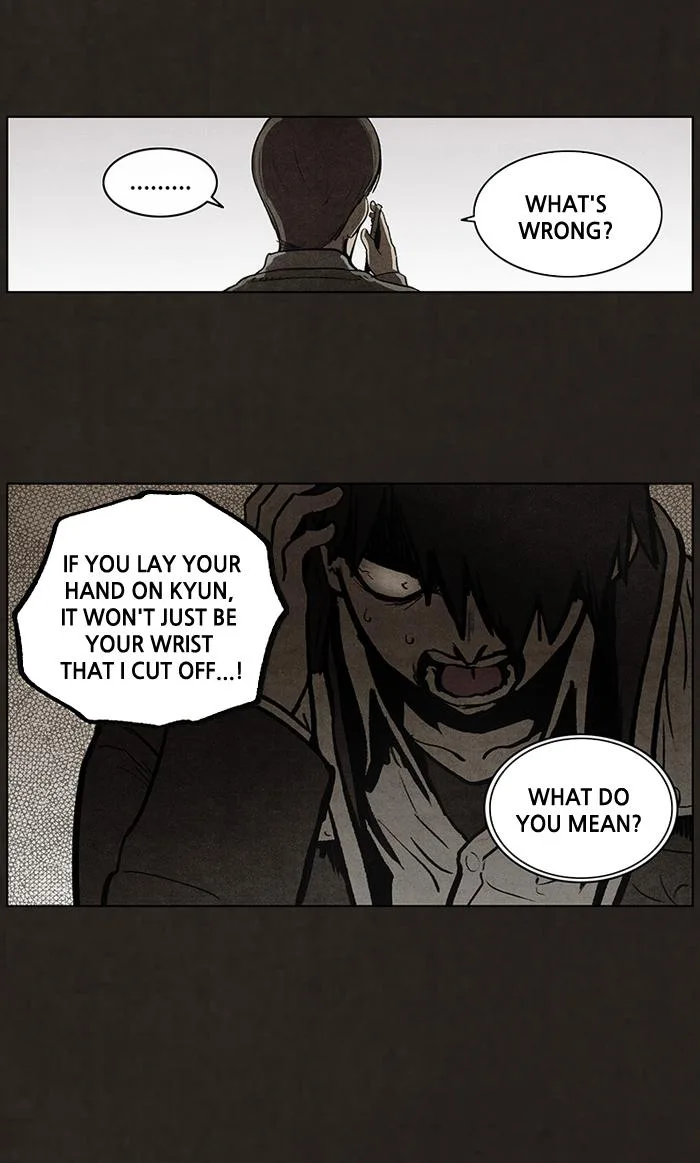 .........
WHAT'S
WRONG?
IF YOU LAY YOUR
HAND ON KYUN,
IT WON'T JUST BE
YOUR WRIST
THAT I CUT OFF...!
WHAT DO
YOU MEAN?